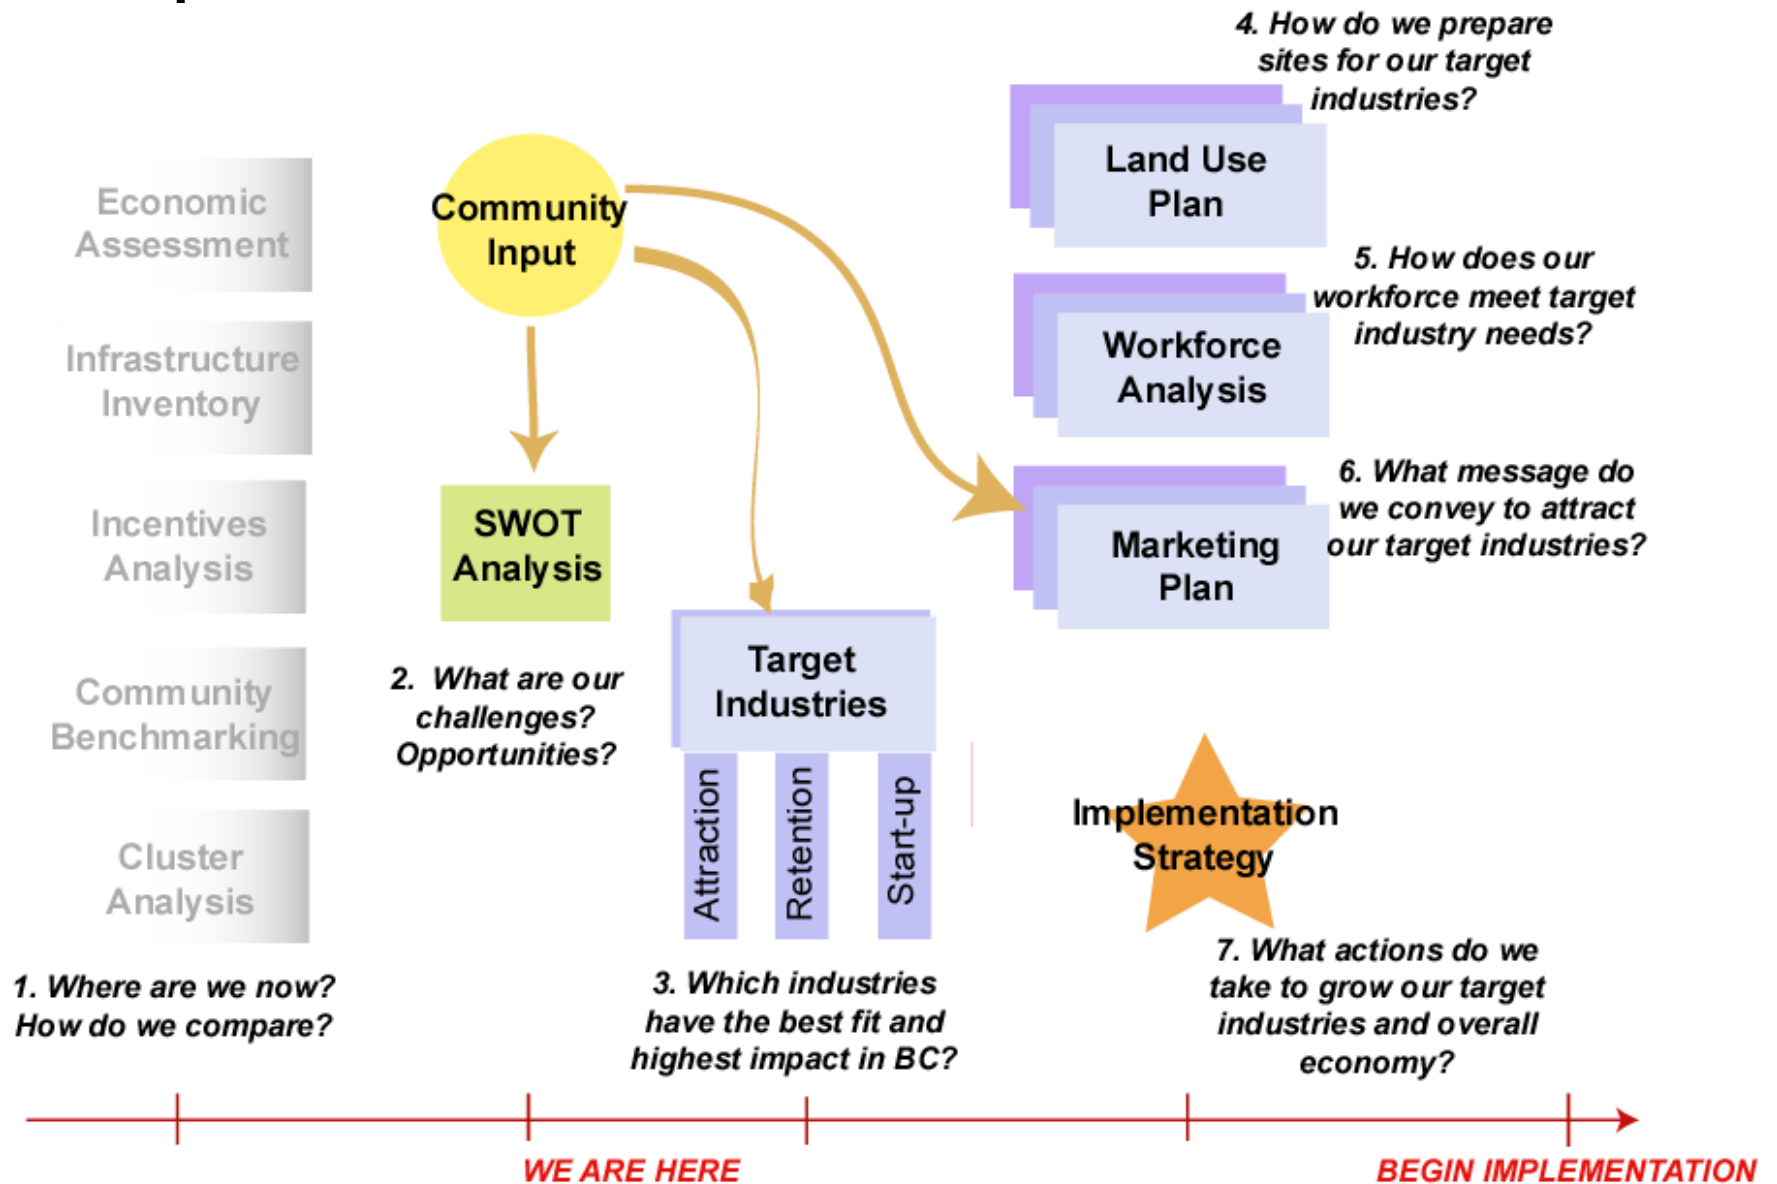 Economic
Assessment
Infrastructure
Inventory
Incentives
Analysis
Community
Benchmarking
Cluster
Analysis
1. Where are we now?
How do we compare?
Community
Input
SWOT
Analysis
2.  What are our
challenges?
Opportunities?
Target
Industries
Attraction
Retention
Start-up
3. Which industries
have the best fit and
highest impact in BC?
4. How do we prepare
sites for our target
industries?
Land Use
Plan
5. How does our
workforce meet target
industry needs?
Workforce
Analysis
6. What message do
we convey to attract
our target industries?
Marketing
Plan
Implementation
Strategy
7. What actions do we
take to grow our target
industries and overall
economy?
WE ARE HERE
BEGIN IMPLEMENTATION